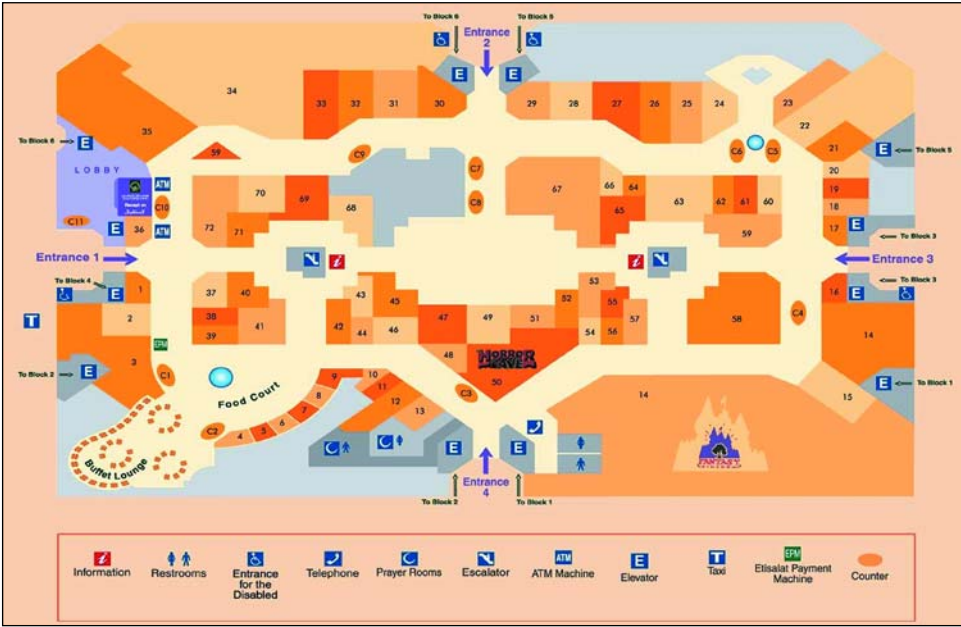 To Block 6
To Block 5
Entrance
2
E
E
34
33
32
31
30
29
28
27
26
25
24
23
22
35
To Block 6
E
59
C9
C7
C6
C5
21
E
To Block 5
LOBBY
20
ATM
70
69
68
C8
67
66
64
65
63
62
61
60
19
18
C10
C11
E
36
ATM
72
71
59
17
E
To Block 3
Entrance 1
i
i
Entrance 3
To Block 4
E
1
37
40
43
45
53
52
55
16
E
To Block 3
T
2
38
39
41
42
44
46
47
49
51
54
56
57
58
C4
14
EPM
3
48
HORROR
CAVE
50
To Block 2
E
C1
Food Court
9
10
11
12
13
C3
14
15
E
To Block 1
C2
4
5
6
7
8
Buffet Lounge
E
E
FANTASY
KINGDOM
Entrance
4
To Block 2
To Block 1
i
ATM
E
T
EPM
Information
Restrooms
Entrance
for the
Disabled
Telephone
Prayer Rooms
Escalator
ATM Machine
Elevator
Taxi
Etisalat Payment
Machine
Counter